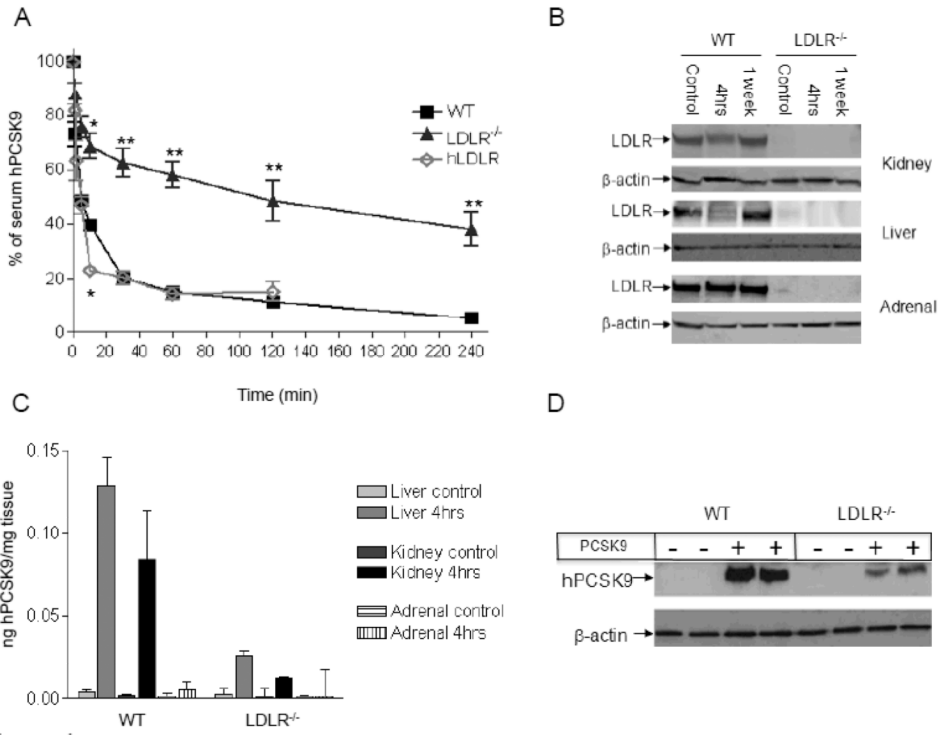 A
100
80
60
40
20
0
% of serum hPCSK9
* ** ** ** **
*
WT
LDLR-/-
hLDLR
0 20 40 60 80 100 120 140 160 180 200 220 240
Time (min)
B
WT LDLR-/-
Control 4hrs 1 week Control 4hrs 1 week
LDLR
Kidney
β-actin
LDLR
Liver
β-actin
LDLR
Adrenal
β-actin
C
0.15
0.10
0.05
0.00
ng hPCSK9/mg tissue
WT LDLR-/-
Liver control
Liver 4hrs
Kidney control
Kidney 4hrs
Adrenal control
Adrenal 4hrs
D
WT LDLR-/-
PCSK9 - - + + - - + +
hPCSK9
β-actin